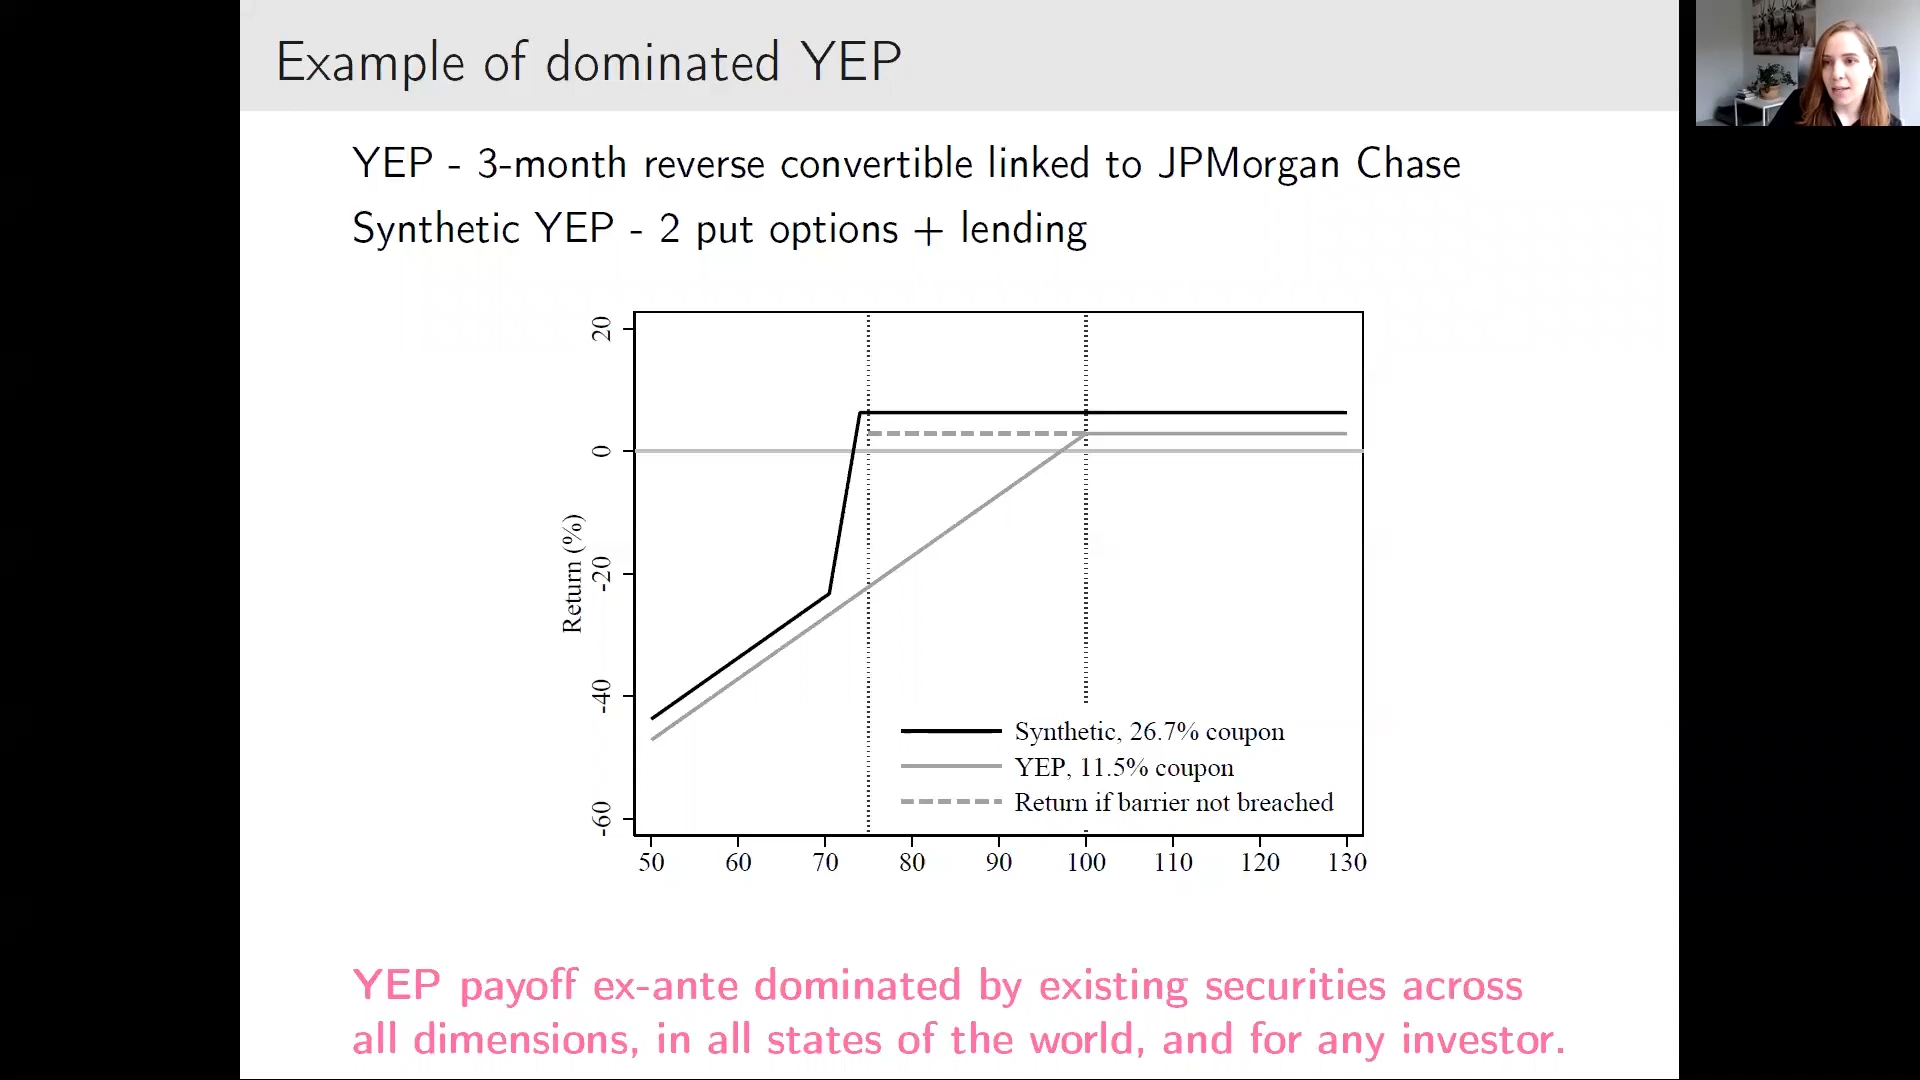 Example of dominated YEP
YEP - 3-month reverse convertible linked to JPMorgan Chase
Synthetic YEP - 2 put options + lending
20
0
-20
-40
-60
Return (%)
Synthetic, 26.7% coupon
YEP, 11.5% coupon
Return if barrier not breached
50 60 70 80 90 100 110 120 130
YEP payoff ex-ante dominated by existing securities across
all dimensions, in all states of the world, and for any investor.